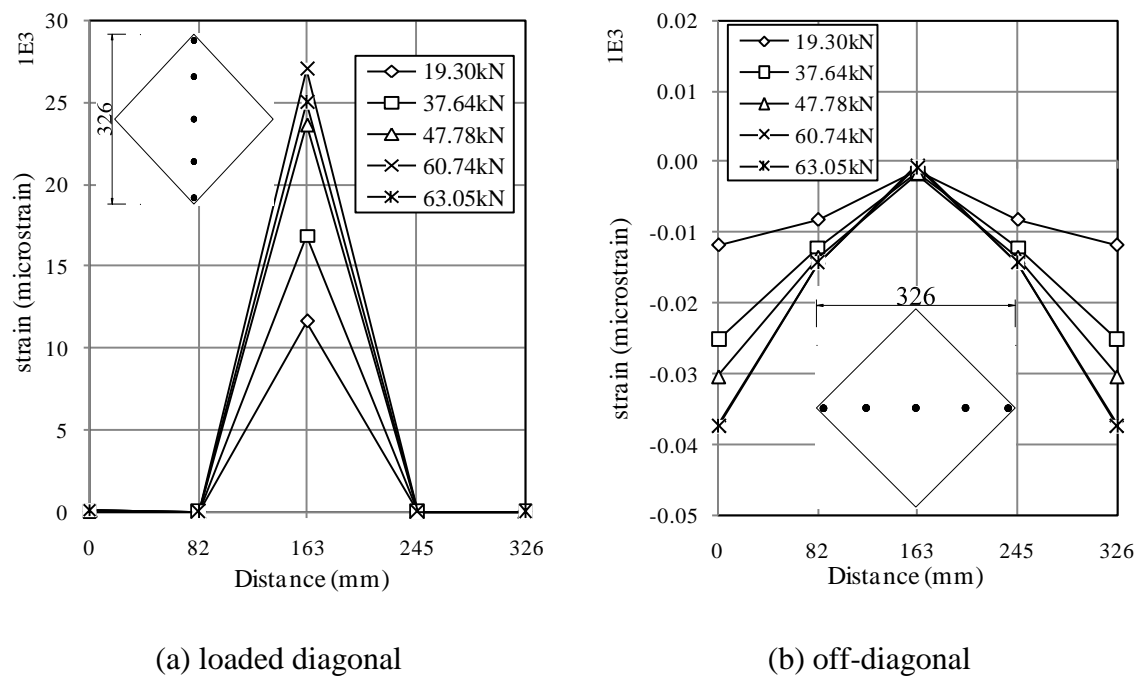 30
25
20
15
10
5
0
1E3
strain (microstrain)
326
19.30kN
37.64kN
47.78kN
60.74kN
63.05kN
0 82 163 245 326
Distance (mm)
(a) loaded diagonal
0.02
0.01
0.00
-0.01
-0.02
-0.03
-0.04
-0.05
1E3
strain (microstrain)
19.30kN
37.64kN
47.78kN
60.74kN
63.05kN
326
0 82 163 245 326
Distance (mm)
(b) off-diagonal